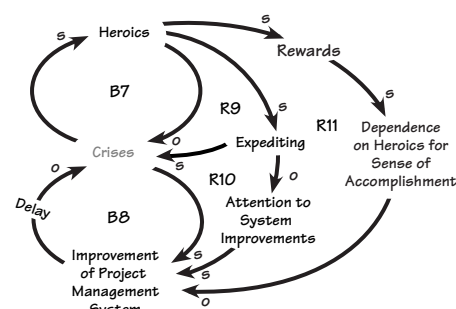 s
Heroics
s
Rewards
B7
s
R9
s
R11
Dependence
on Heroics for
Sense of
Accomplishment
o
Expediting
Crises
s
s
o
R10
o
Delay
B8
Attention to
System
Improvements
s
Improvement
of Project
Management
System
s
o